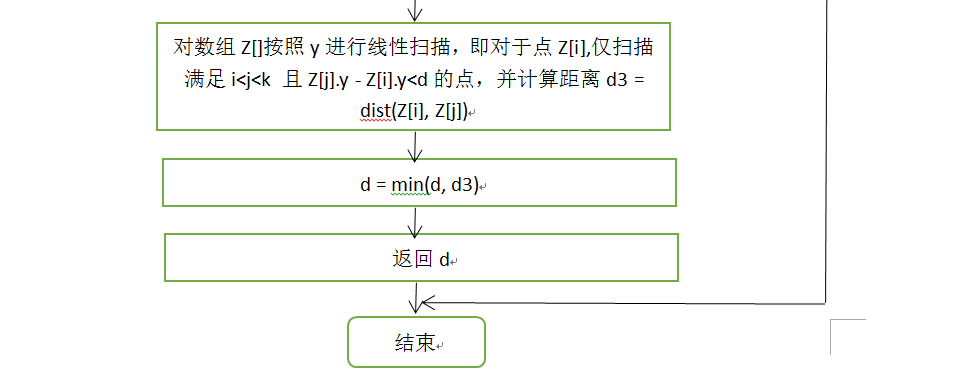 对数组 Z[]按照 y 进行线性扫描，即对于点 Z[i],仅扫描
满足 i<j<k 且 Z[j].y - Z[i].y<d 的点，并计算距离 d3 =
dist(Z[i], Z[j])
d = min(d, d3)
返回 d
结束